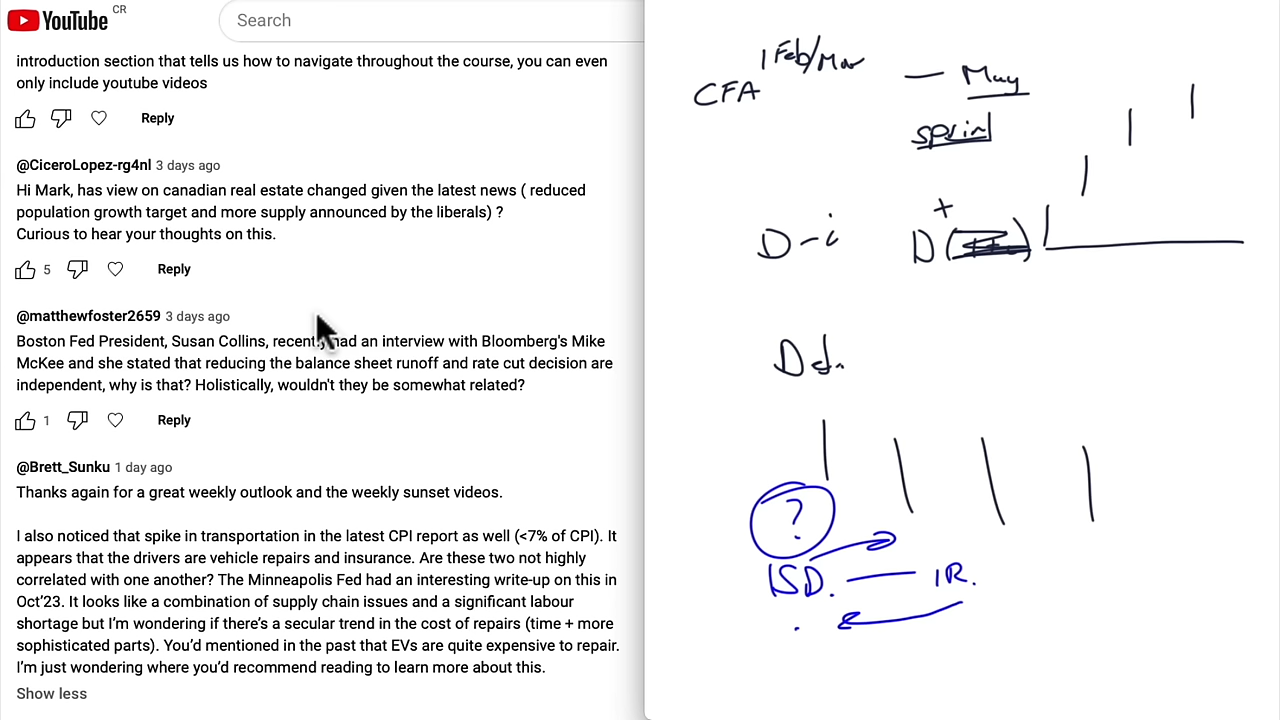 YouTube CR
Search
introduction section that tells us how to navigate throughout the course, you can even
only include youtube videos
Reply
@CiceroLopez-rg4nl 3 days ago
Hi Mark, has view on canadian real estate changed given the latest news ( reduced
population growth target and more supply announced by the liberals) ?
Curious to hear your thoughts on this.
5 Reply
@matthewfoster2659 3 days ago
Boston Fed President, Susan Collins, had an interview with Bloomberg's Mike
McKee and she stated that reducing the balance sheet runoff and rate cut decision are
independent, why is that? Holistically, wouldn't they be somewhat related?
1 Reply
@Brett_Sunku 1 day ago
Thanks again for a great weekly outlook and the weekly sunset videos.
I also noticed that spike in transportation in the latest CPI report as well (<7% of CPI). It
appears that the drivers are vehicle repairs and insurance. Are these two not highly
correlated with one another? The Minneapolis Fed had an interesting write-up on this in
Oct'23. It looks like a combination of supply chain issues and a significant labour
shortage but I'm wondering if there's a secular trend in the cost of repairs (time + more
sophisticated parts). You'd mentioned in the past that EVs are quite expensive to repair.
I'm just wondering where you'd recommend reading to learn more about this.
Show less
CFA 1 Feb/Mar — May
D-i D+
?
ISD. — IR.